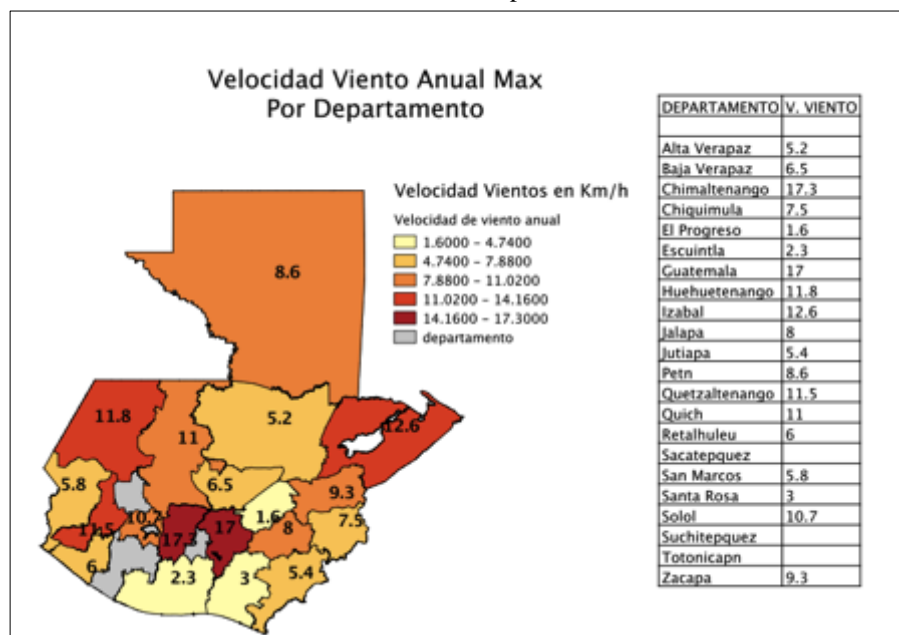 Velocidad Viento Anual Max
Por Departamento
Velocidad Vientos en Km/h
Velocidad de viento anual
1.6000 - 4.7400
4.7400 - 7.8800
7.8800 - 11.0200
11.0200 - 14.1600
14.1600 - 17.3000
departamento
8.6
11.8
11
5.2
12.6
5.8
6.5
9.3
11.5
10.7
17.3
17
1.6
8
7.5
6
2.3
3
5.4
DEPARTAMENTO V. VIENTO
Alta Verapaz 5.2
Baja Verapaz 6.5
Chimaltenango 17.3
Chiquimula 7.5
El Progreso 1.6
Escuintla 2.3
Guatemala 17
Huehuetenango 11.8
Izabal 12.6
Jalapa 8
Jutiapa 5.4
Petn 8.6
Quetzaltenango 11.5
Quich 11
Retalhuleu 6
Sacatepquez
San Marcos 5.8
Santa Rosa 3
Solol 10.7
Suchitepquez
Totonicapn
Zacapa 9.3